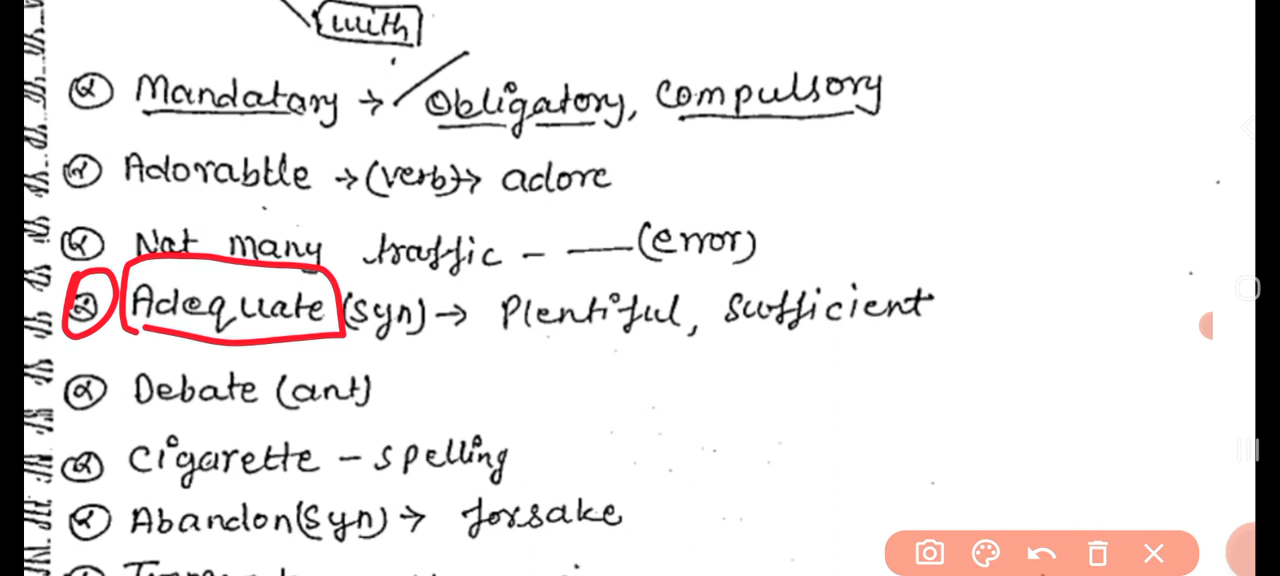 with
Mandatary → Obligatory, Compulsory
Adorabtle → (verb) → adore
Not many traffic - —— (error)
Adequate (syn) → Plentiful, Sufficient
Debate (ant)
Cigarette - spelling
Abandon (syn) → forsake